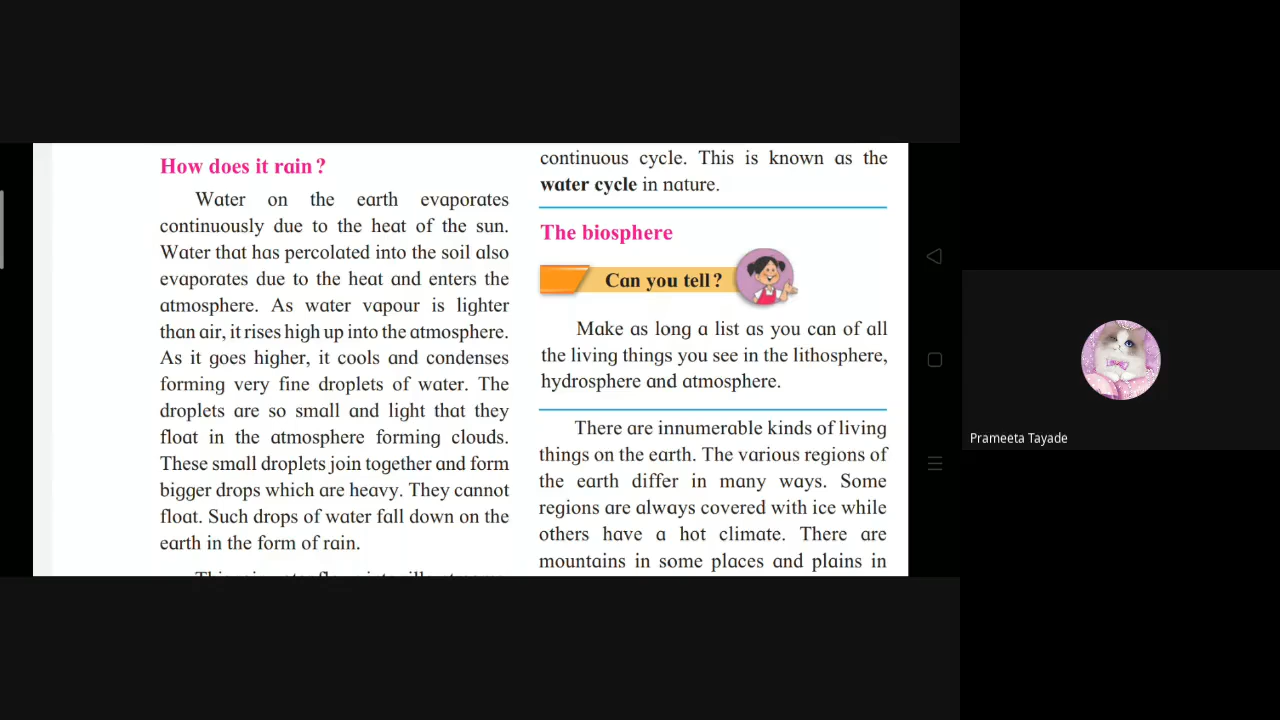 How does it rain?
Water on the earth evaporates
continuously due to the heat of the sun.
Water that has percolated into the soil also
evaporates due to the heat and enters the
atmosphere. As water vapour is lighter
than air, it rises high up into the atmosphere.
As it goes higher, it cools and condenses
forming very fine droplets of water. The
droplets are so small and light that they
float in the atmosphere forming clouds.
These small droplets join together and form
bigger drops which are heavy. They cannot
float. Such drops of water fall down on the
earth in the form of rain.
continuous cycle. This is known as the
water cycle in nature.
The biosphere
Can you tell?
Make as long a list as you can of all
the living things you see in the lithosphere,
hydrosphere and atmosphere.
There are innumerable kinds of living
things on the earth. The various regions of
the earth differ in many ways. Some
regions are always covered with ice while
others have a hot climate. There are
mountains in some places and plains in
Prameeta Tayade